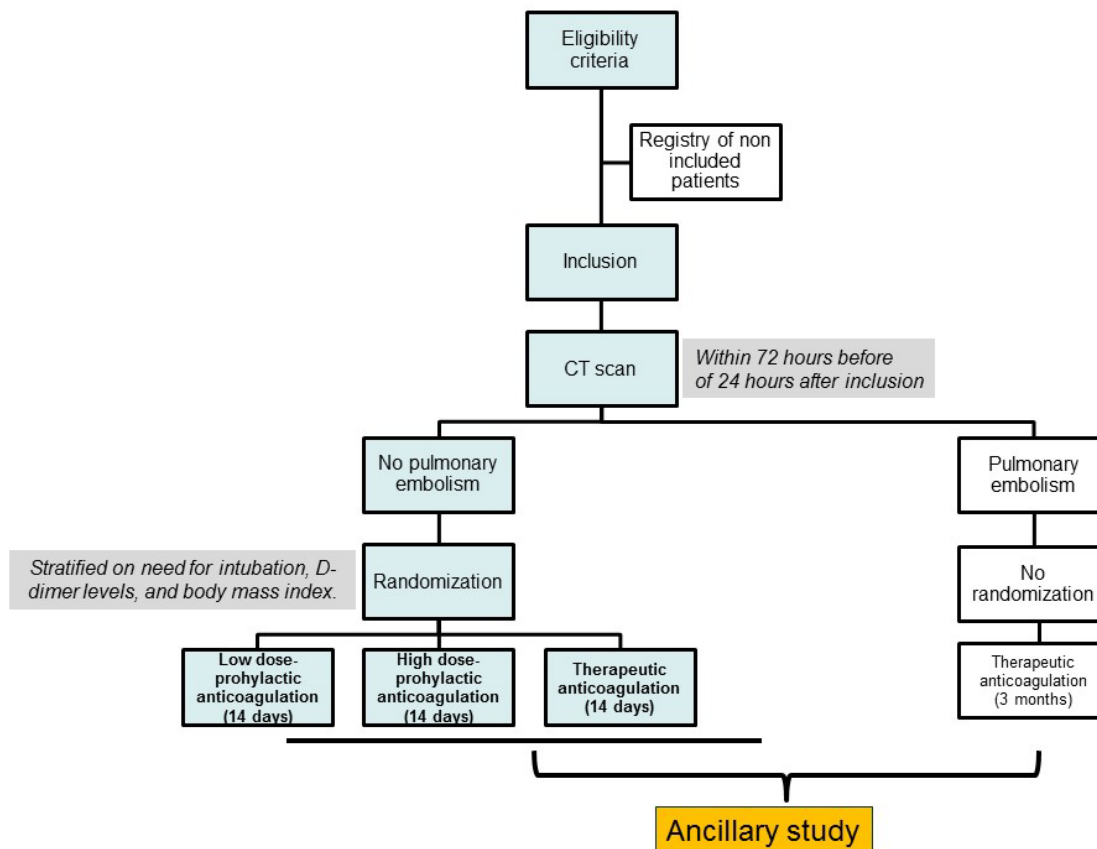 Eligibility
criteria
Registry of non
included
patients
Inclusion
CT scan
Within 72 hours before
of 24 hours after inclusion
No pulmonary
embolism
Pulmonary
embolism
Stratified on need for intubation, D-
dimer levels, and body mass index.
Randomization
No
randomization
Low dose-
prohylactic
anticoagulation
(14 days)
High dose-
prohylactic
anticoagulation
(14 days)
Therapeutic
anticoagulation
(14 days)
Therapeutic
anticoagulation
(3 months)
Ancillary study